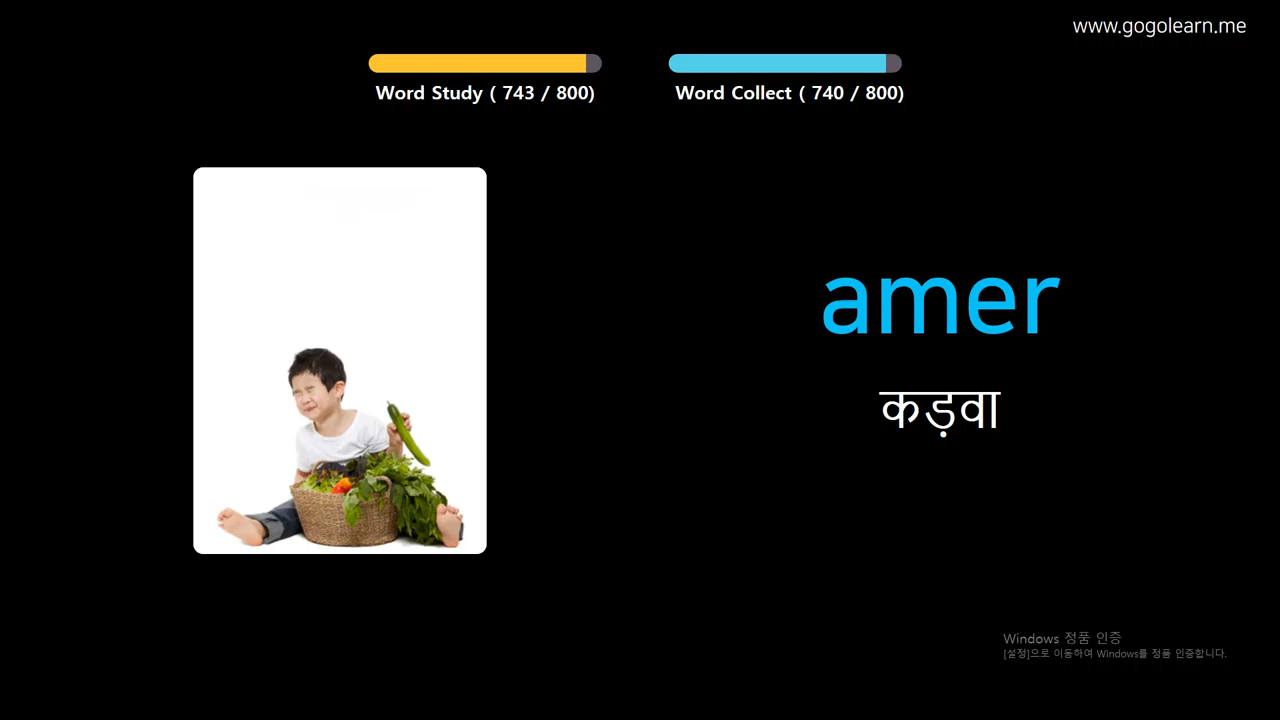 www.gogolearn.me
Word Study ( 743 / 800)
Word Collect ( 740 / 800)
amer
कड़वा
Windows 정품 인증
[설정]으로 이동하여 Windows를 정품 인증합니다.